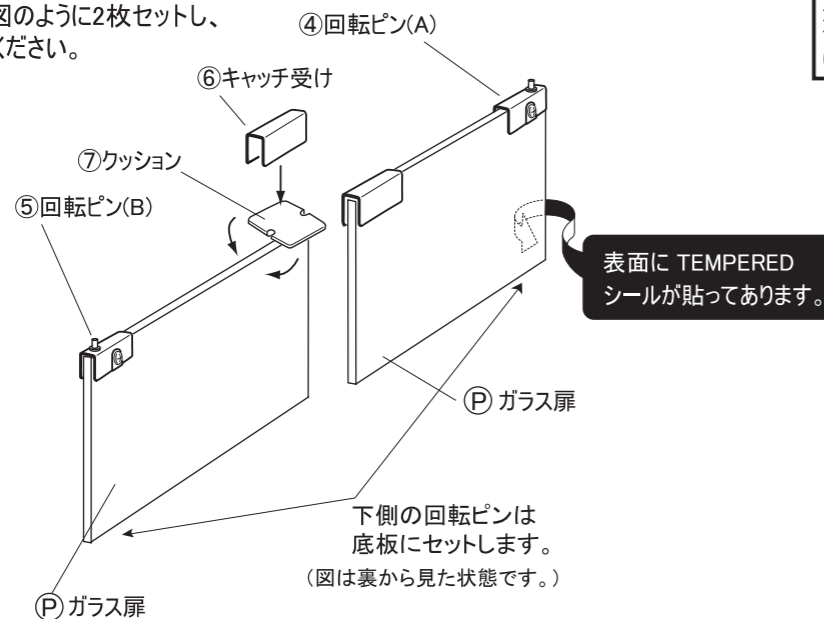 図のように2枚セットし、
ください。
④回転ピン(A)
⑥キャッチ受け
⑦クッション
⑤回転ピン(B)
表面に TEMPERED
シールが貼ってあります。
Ⓟ ガラス扉
下側の回転ピンは
底板にセットします。
(図は裏から見た状態です。)
Ⓟ ガラス扉